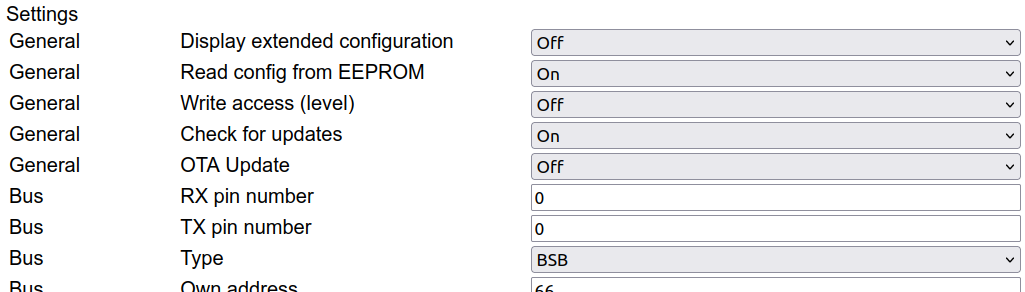 Settings
General Display extended configuration Off
General Read config from EEPROM On
General Write access (level) Off
General Check for updates On
General OTA Update Off
Bus RX pin number 0
Bus TX pin number 0
Bus Type BSB
Bus Own address 66